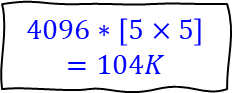 4096 * [5 × 5]
= 104K